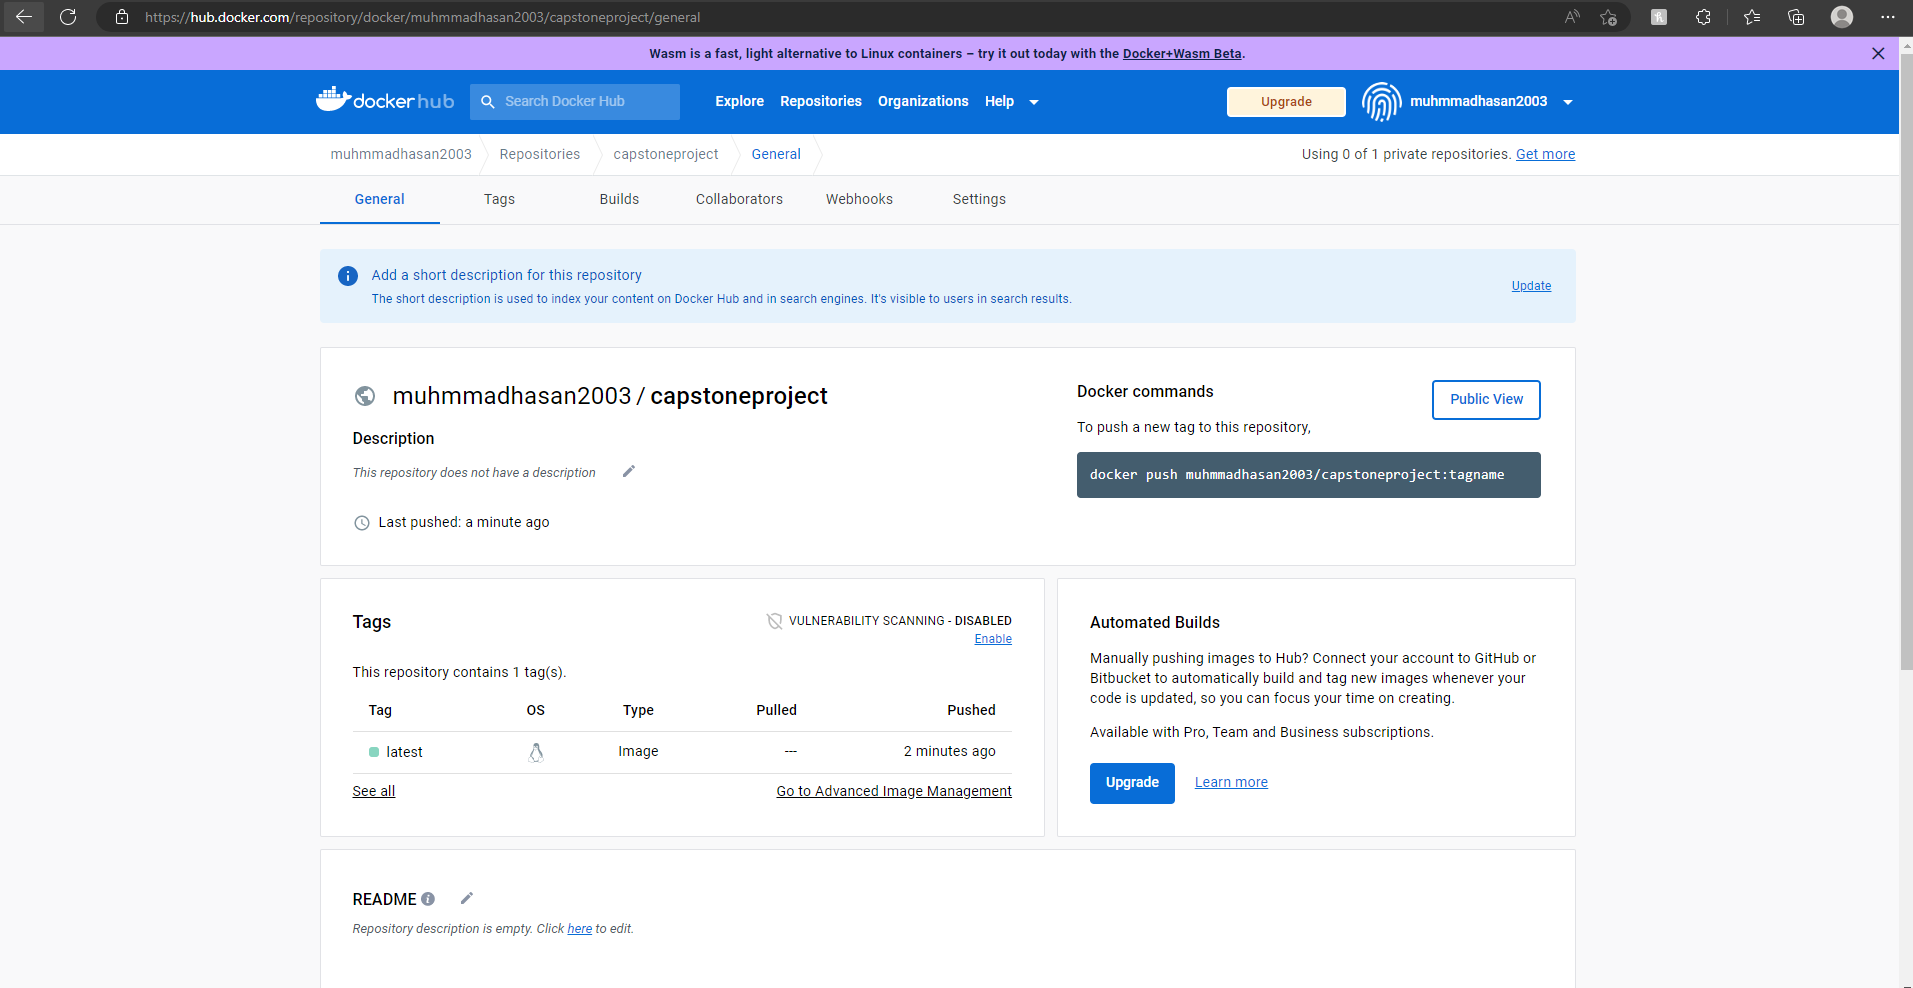 https://hub.docker.com/repository/docker/muhmmadhasan2003/capstoneproject/general
Wasm is a fast, light alternative to Linux containers – try it out today with the Docker+Wasm Beta.
dockerhub
Search Docker Hub
Explore Repositories Organizations Help
Upgrade
muhmmadhasan2003
muhmmadhasan2003 Repositories capstoneproject General
Using 0 of 1 private repositories. Get more
General Tags Builds Collaborators Webhooks Settings
Add a short description for this repository
The short description is used to index your content on Docker Hub and in search engines. It's visible to users in search results.
Update
muhmmadhasan2003 / capstoneproject
Description
This repository does not have a description
Last pushed: a minute ago
Docker commands
Public View
To push a new tag to this repository,
docker push muhmmadhasan2003/capstoneproject:tagname
Tags
VULNERABILITY SCANNING - DISABLED
Enable
This repository contains 1 tag(s).
Tag OS Type Pulled Pushed
latest Image --- 2 minutes ago
See all Go to Advanced Image Management
Automated Builds
Manually pushing images to Hub? Connect your account to GitHub or
Bitbucket to automatically build and tag new images whenever your
code is updated, so you can focus your time on creating.
Available with Pro, Team and Business subscriptions.
Upgrade Learn more
README
Repository description is empty. Click here to edit.